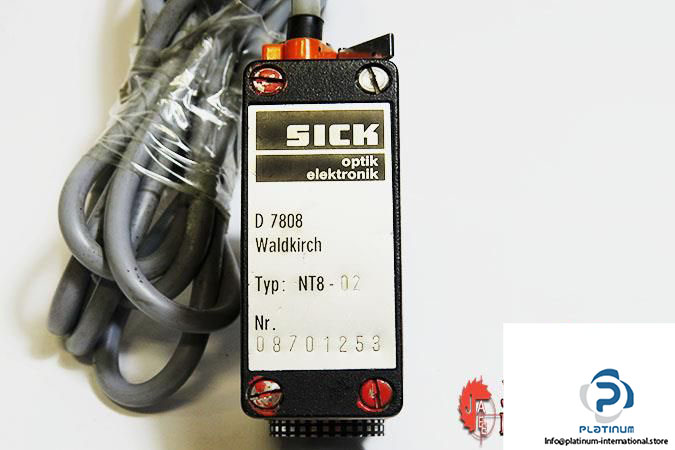 SICK
optik
elektronik
D 7808
Waldkirch
Typ: NT8-02
Nr.
08701253
PLATINUM
Info@platinum-international.store